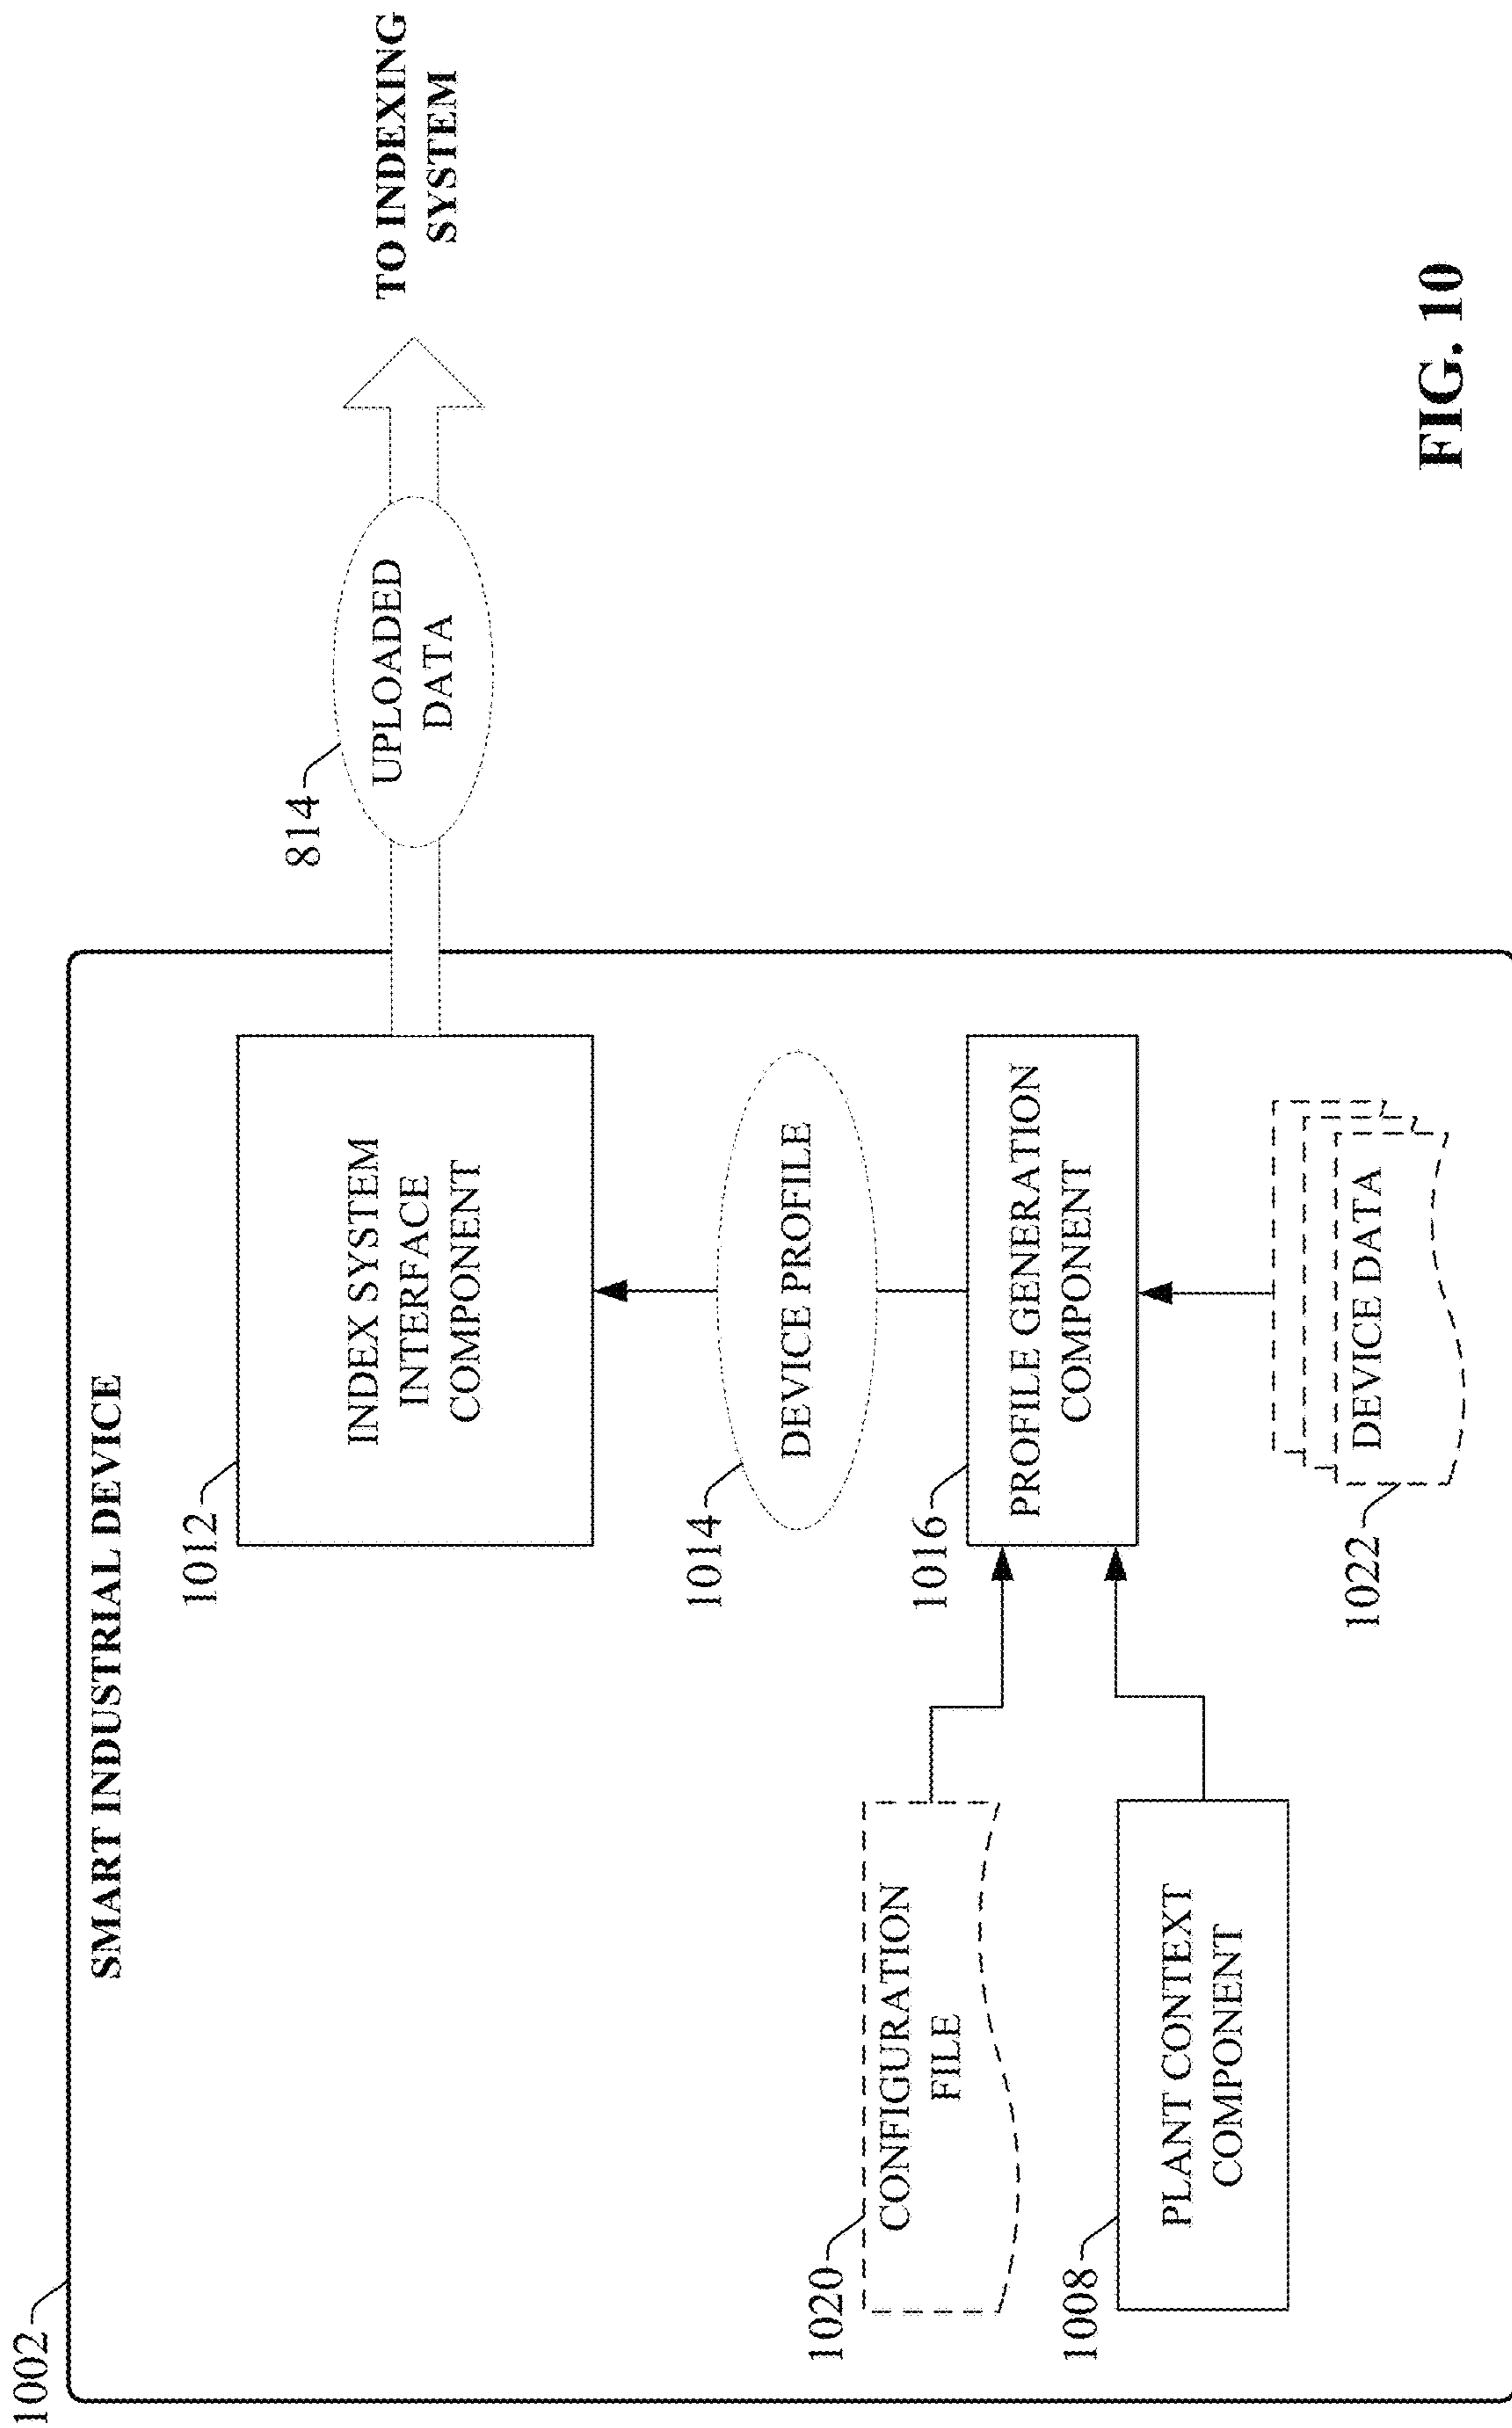 1002
SMART INDUSTRIAL DEVICE
1012
INDEX SYSTEM
INTERFACE
COMPONENT
814
UPLOADED
DATA
TO INDEXING
SYSTEM
1014
DEVICE PROFILE
1020
CONFIGURATION
FILE
1016
PROFILE GENERATION
COMPONENT
1008
PLANT CONTEXT
COMPONENT
1022
DEVICE DATA
FIG. 10